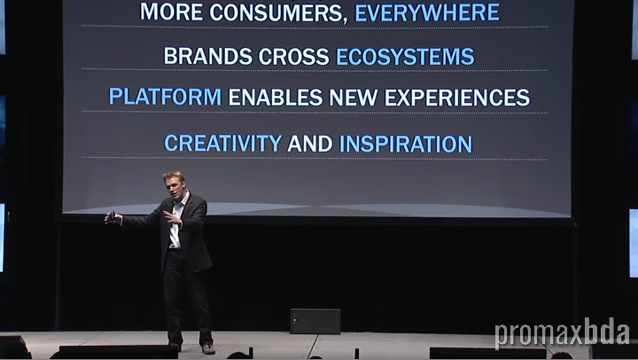 MORE CONSUMERS, EVERYWHERE
BRANDS CROSS ECOSYSTEMS
PLATFORM ENABLES NEW EXPERIENCES
CREATIVITY AND INSPIRATION
promaxbda